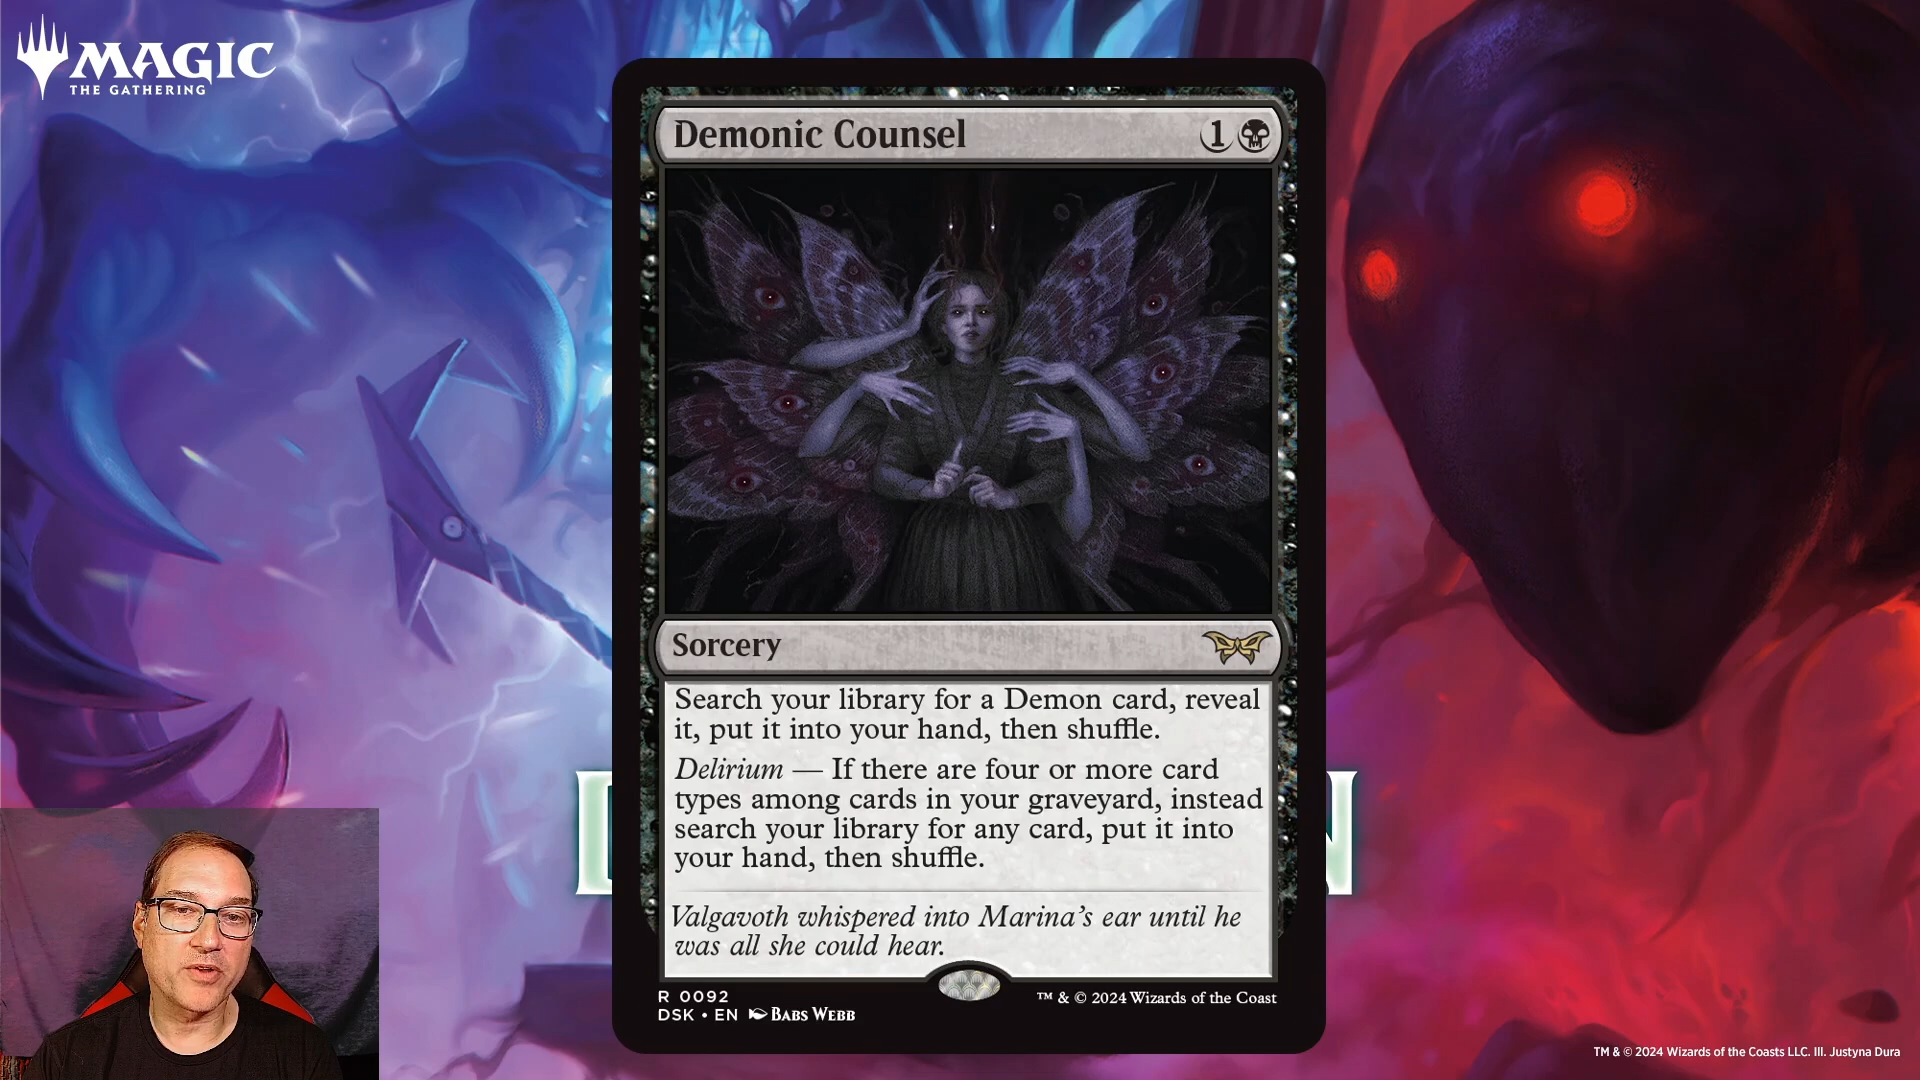 MAGIC
THE GATHERING
Demonic Counsel
1
Sorcery
Search your library for a Demon card, reveal
it, put it into your hand, then shuffle.
Delirium — If there are four or more card
types among cards in your graveyard, instead
search your library for any card, put it into
your hand, then shuffle.
Valgavoth whispered into Marina's ear until he
was all she could hear.
R 0092
DSK • EN Babs Webb
™ & © 2024 Wizards of the Coast
TM & © 2024 Wizards of the Coasts LLC. Ill. Justyna Dura